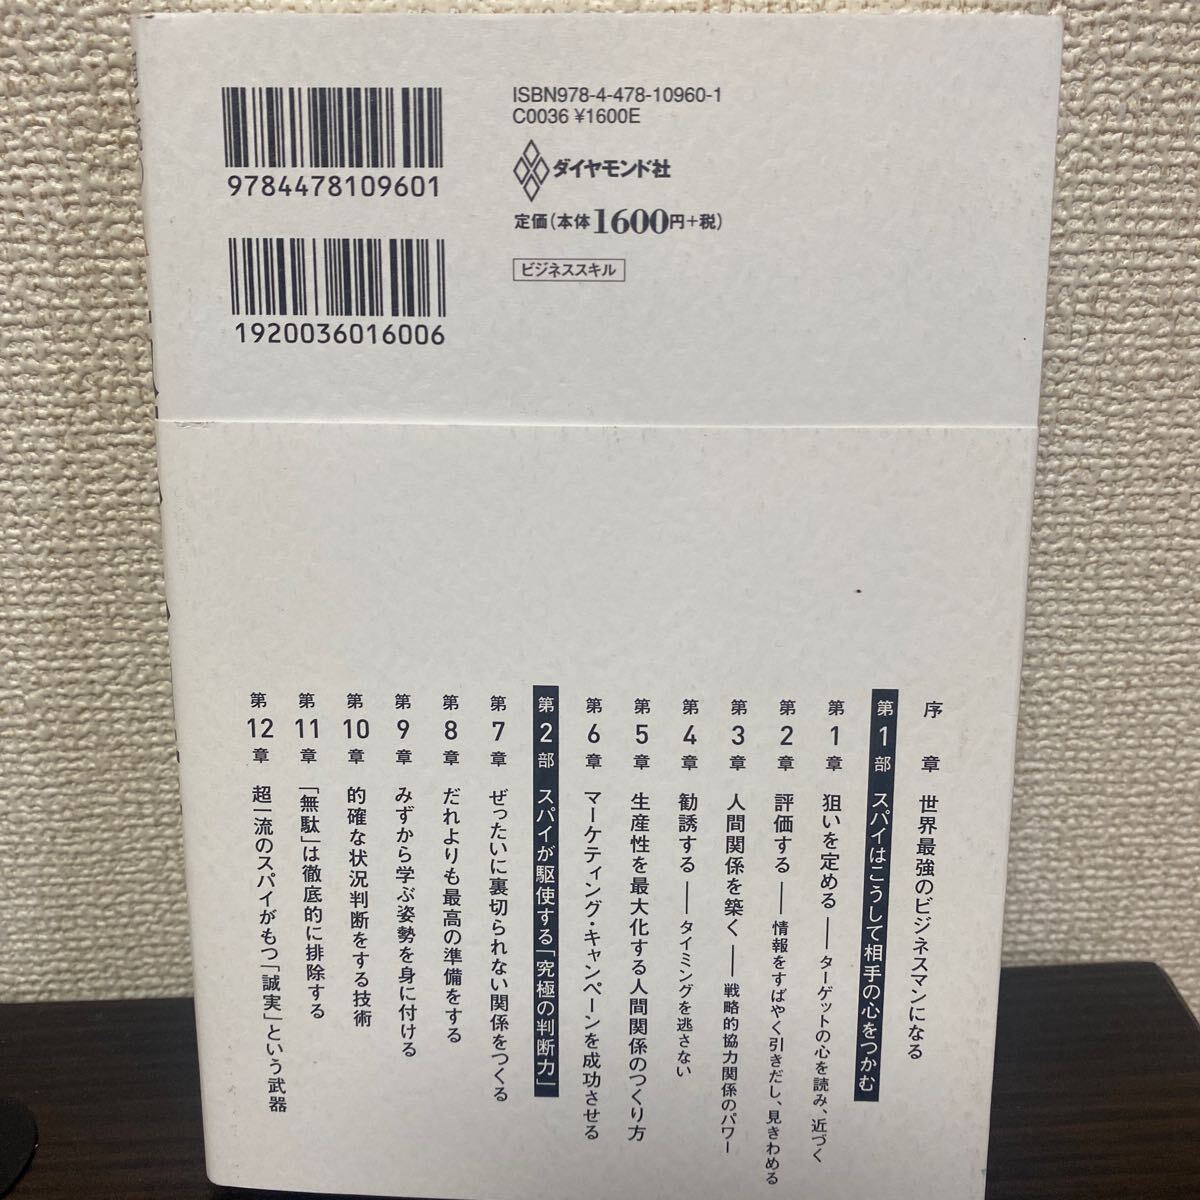 ISBN978-4-478-10960-1
C0036 ¥1600E
9784478109601
ダイヤモンド社
定価(本体1600円+税)
ビジネススキル
1920036016006
序章 世界最強のビジネスマンになる
第1部 スパイはこうして相手の心をつかむ
第1章 狙いを定める——ターゲットの心を読み、近づく
第2章 評価する——情報をすばやく引きだし、見きわめる
第3章 人間関係を築く——戦略的協力関係のパワー
第4章 勧誘する——タイミングを逃さない
第5章 生産性を最大化する人間関係のつくり方
第6章 マーケティング・キャンペーンを成功させる
第2部 スパイが駆使する「究極の判断力」
第7章 ぜったいに裏切られない関係をつくる
第8章 だれよりも最高の準備をする
第9章 みずから学ぶ姿勢を身に付ける
第10章 的確な状況判断をする技術
第11章 「無駄」は徹底的に排除する
第12章 超一流のスパイがもつ「誠実」という武器